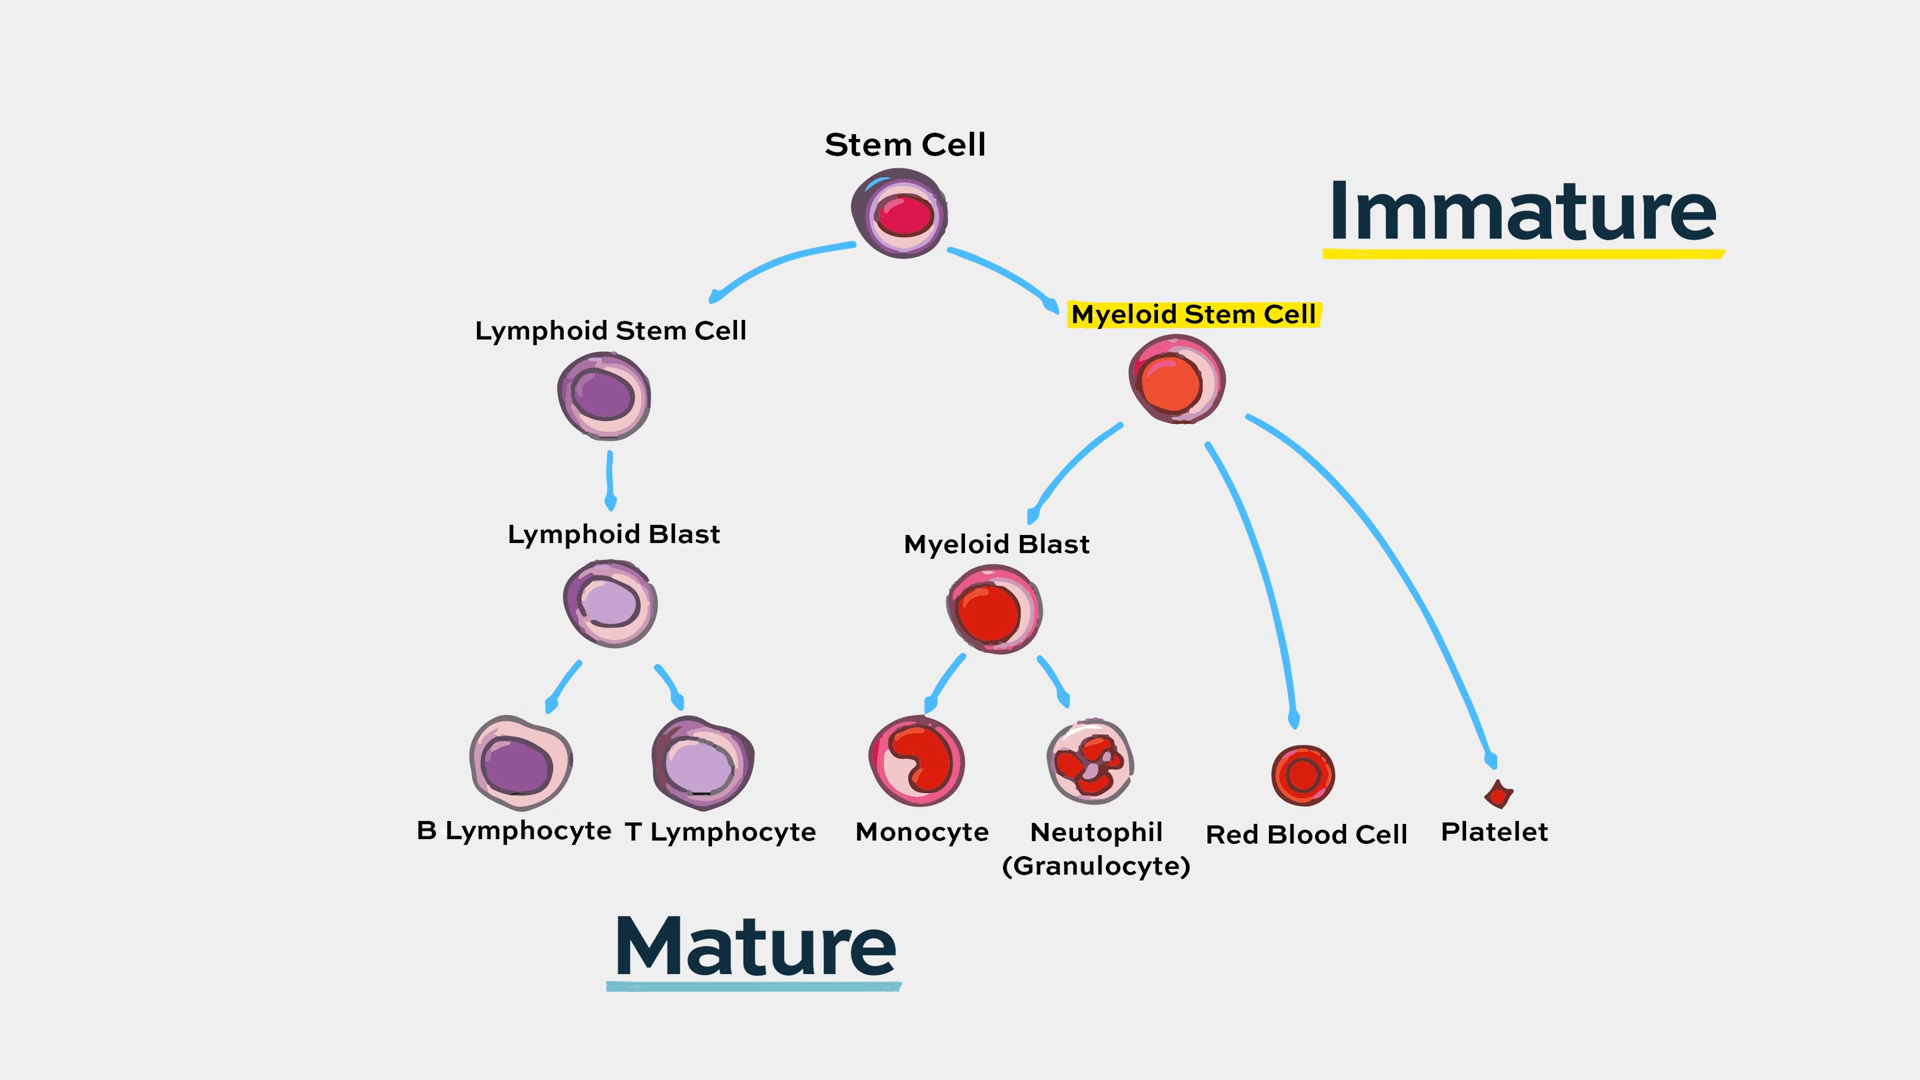 Stem Cell
Immature
Myeloid Stem Cell
Lymphoid Stem Cell
Lymphoid Blast
Myeloid Blast
B Lymphocyte
T Lymphocyte
Monocyte
Neutophil
(Granulocyte)
Red Blood Cell
Platelet
Mature